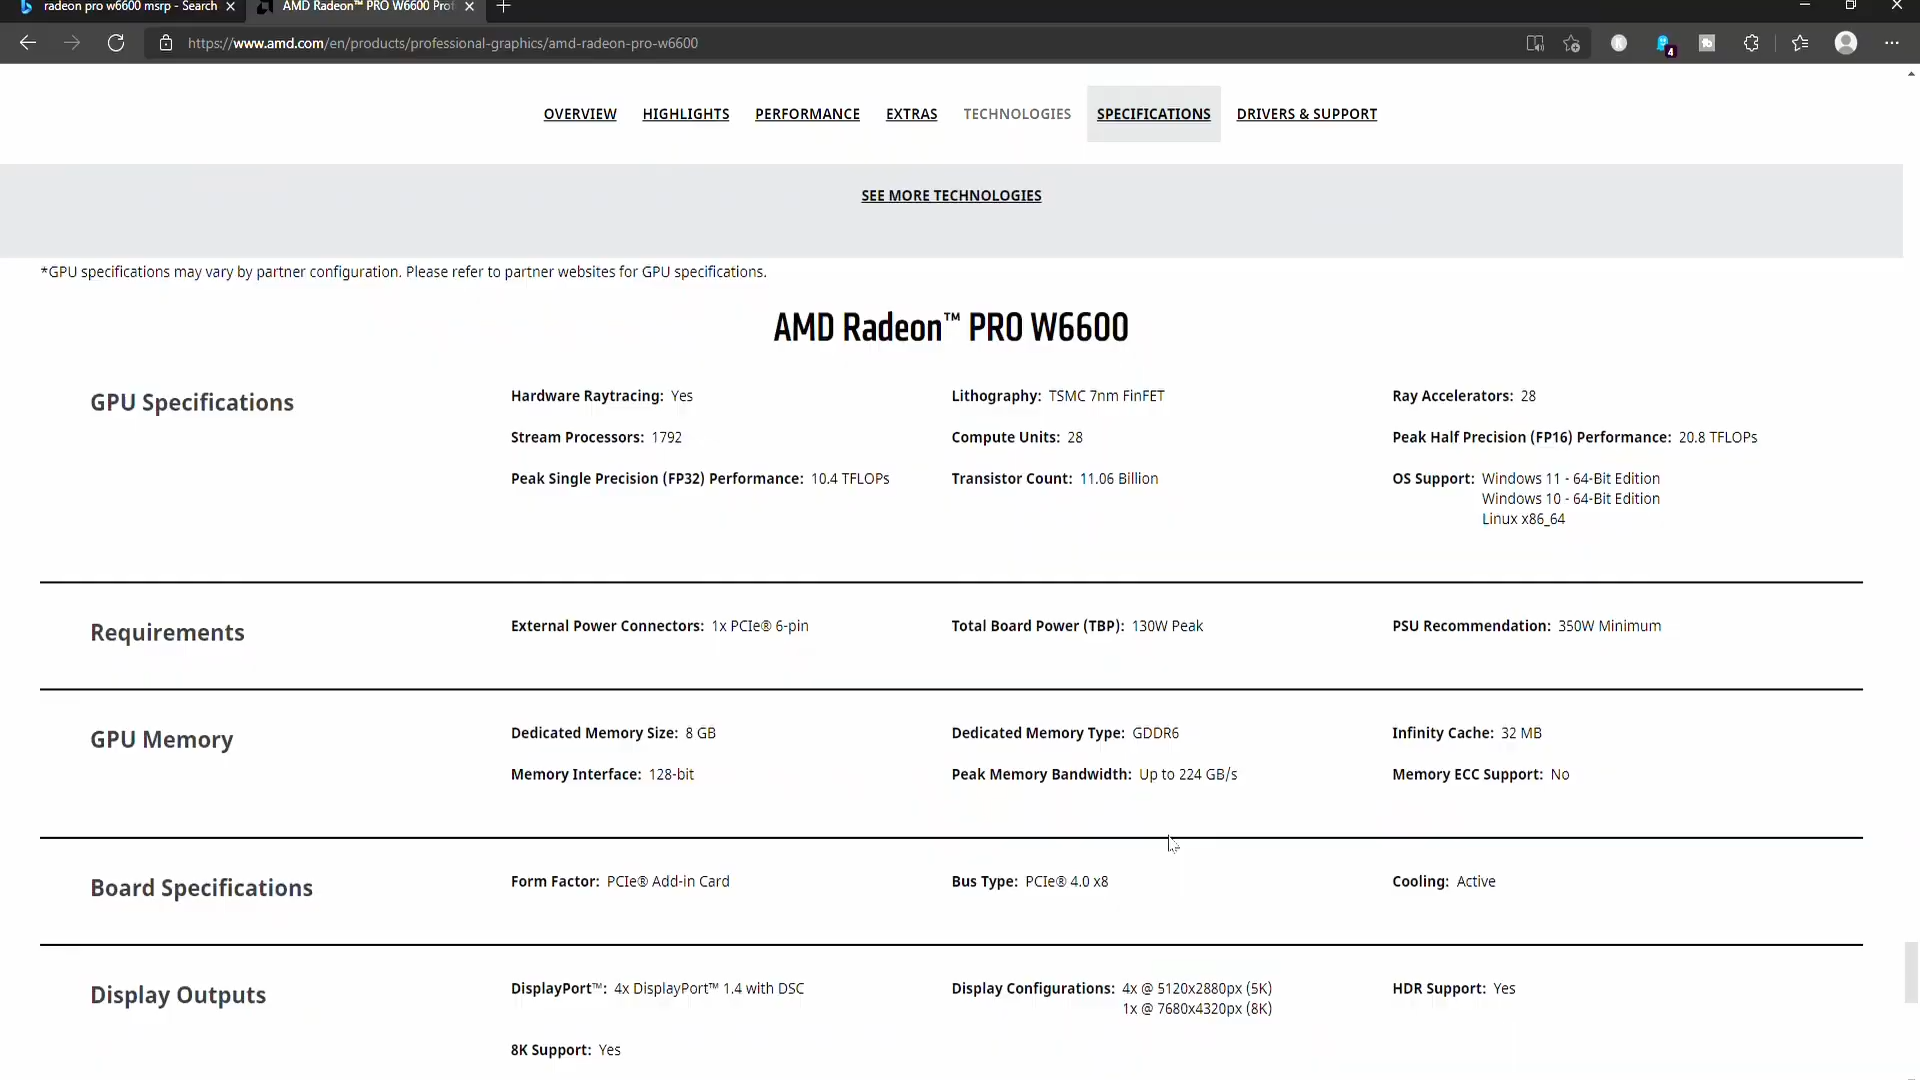 radeon pro w6600 msrp - Search
AMD Radeon™ PRO W6600 Prof
https://www.amd.com/en/products/professional-graphics/amd-radeon-pro-w6600
4
OVERVIEW HIGHLIGHTS PERFORMANCE EXTRAS TECHNOLOGIES SPECIFICATIONS DRIVERS & SUPPORT
SEE MORE TECHNOLOGIES
*GPU specifications may vary by partner configuration. Please refer to partner websites for GPU specifications.
AMD Radeon™ PRO W6600
GPU Specifications
Hardware Raytracing: Yes Lithography: TSMC 7nm FinFET Ray Accelerators: 28
Stream Processors: 1792 Compute Units: 28 Peak Half Precision (FP16) Performance: 20.8 TFLOPs
Peak Single Precision (FP32) Performance: 10.4 TFLOPs Transistor Count: 11.06 Billion OS Support: Windows 11 - 64-Bit Edition
Windows 10 - 64-Bit Edition
Linux x86_64
Requirements
External Power Connectors: 1x PCIe® 6-pin Total Board Power (TBP): 130W Peak PSU Recommendation: 350W Minimum
GPU Memory
Dedicated Memory Size: 8 GB Dedicated Memory Type: GDDR6 Infinity Cache: 32 MB
Memory Interface: 128-bit Peak Memory Bandwidth: Up to 224 GB/s Memory ECC Support: No
Board Specifications
Form Factor: PCIe® Add-in Card Bus Type: PCIe® 4.0 x8 Cooling: Active
Display Outputs
DisplayPort™: 4x DisplayPort™ 1.4 with DSC Display Configurations: 4x @ 5120x2880px (5K) HDR Support: Yes
1x @ 7680x4320px (8K)
8K Support: Yes